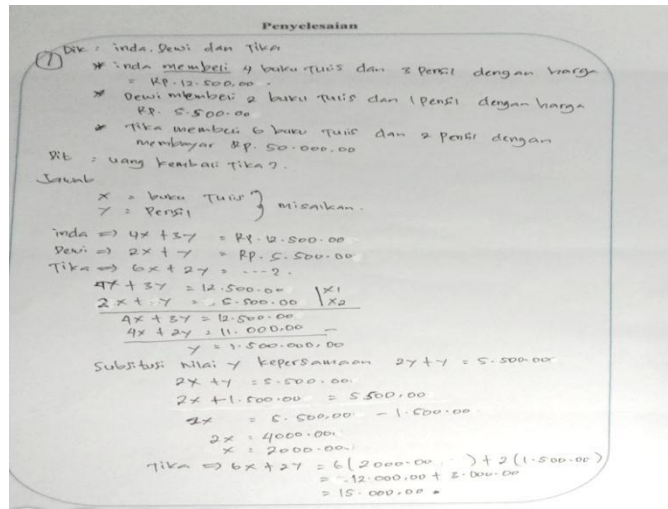 Penyelesaian
① Dik : inda, Dewi dan Tika
* inda membeli 4 buku Tulis dan 3 Pensil dengan harga
= Rp. 12.500,00.
* Dewi membeli 2 buku Tulis dan 1 Pensil dengan harga
Rp. 5.500.00
* Tika membeli 6 buku Tulis dan 2 Pensil dengan
membayar Rp. 50.000,00
Dit : uang kembali Tika ?.
Jawab
x = buku Tulis } misalkan.
y = Pensil
inda => 4x + 3y = Rp. 12.500.00
Dewi => 2x + y = Rp. 5.500.00
Tika => 6x + 2y = ----?.
4x + 3y = 12.500.00 | x1
2x + y = 5.500.00 | x2
4x + 3y = 12.500.00
4x + 2y = 11.000,00 —
y = 1.500.000,00
Substitusi Nilai y kepersamaan 2y + y = 5.500.00
2x + y = 5.500.00
2x + 1.500.00 = 5500,00
2x = 5.500,00 - 1.500.00
2x = 4000.00.
x = 2000.00.
Tika => 6x + 2y = 6(2000.00 ) + 2(1.500.00)
= 12.000,00 + 3.000.00
= 15.000,00.